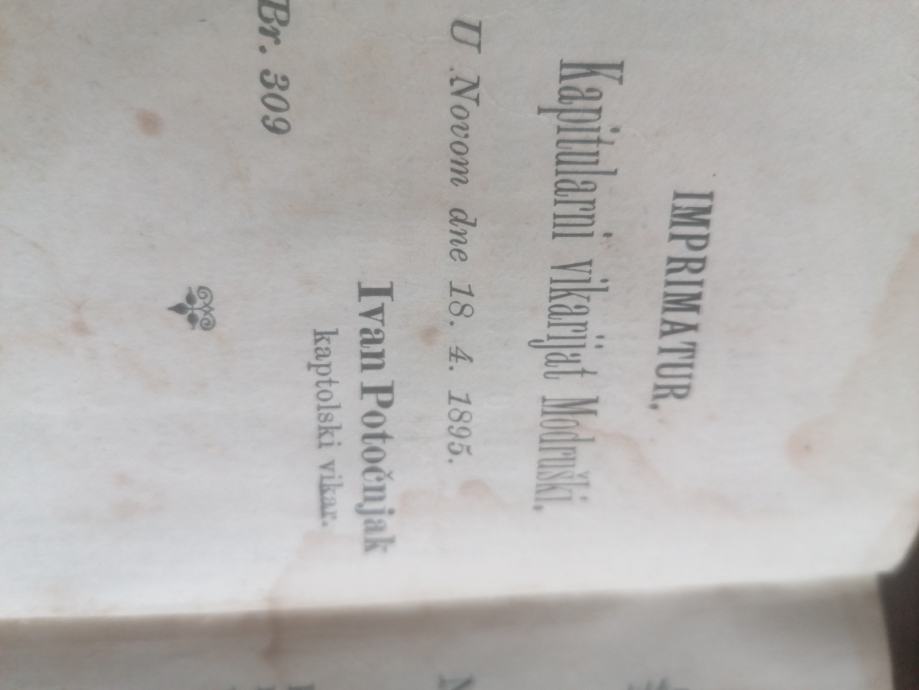 IMPRIMATUR.
Kapitularni vikarijat Modruški.
U Novom dne 18. 4. 1895.
Ivan Potočnjak
kaptolski vikar.
Br. 309